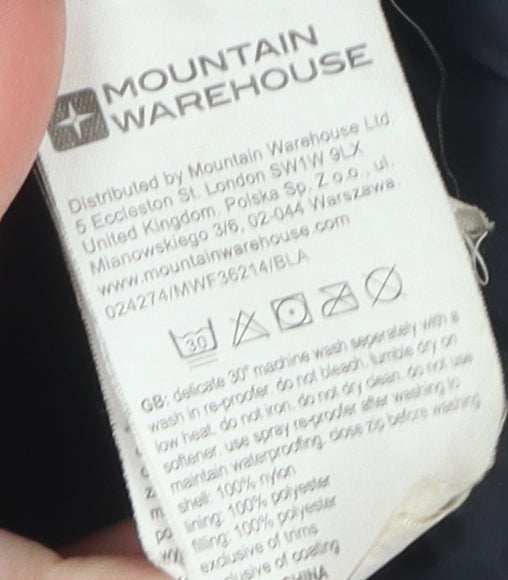 MOUNTAIN
WAREHOUSE
Distributed by Mountain Warehouse Ltd.
5 Eccleston St. London SW1W 9LX
United Kingdom, Polska Sp. Z o.o., ul.
Mianowskiego 3/6, 02-044 Warszawa.
www.mountainwarehouse.com
024274/MWF36214/BLA
30
GB: delicate 30° machine wash seperately with a
wash in re-proofer. do not bleach, tumble dry on
low heat, do not iron, do not dry clean, do not use
softener. use spray re-proofer after washing to
maintain waterproofing. close zip before washing
shell: 100% nylon
lining: 100% polyester
filling: 100% polyester
exclusive of trims
clusive of coating
CHINA